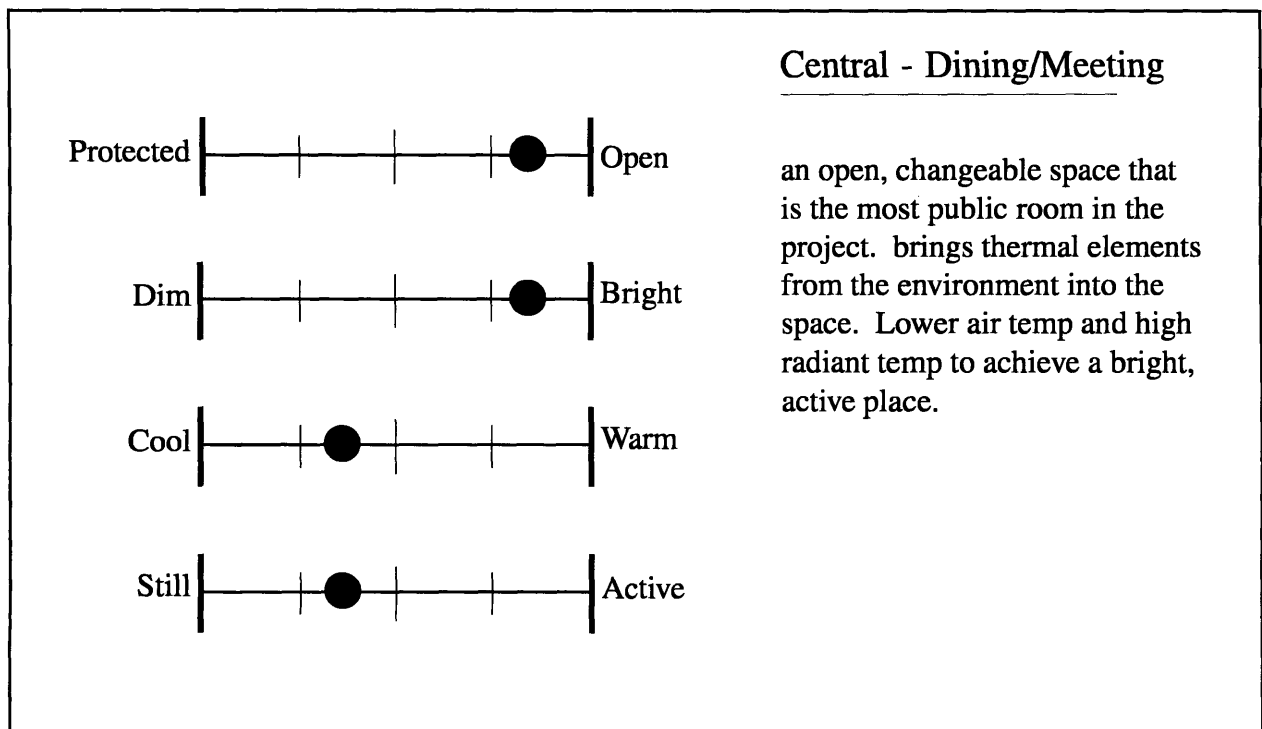 Central - Dining/Meeting
Protected
Open
Dim
Bright
Cool
Warm
Still
Active
an open, changeable space that
is the most public room in the
project. brings thermal elements
from the environment into the
space. Lower air temp and high
radiant temp to achieve a bright,
active place.